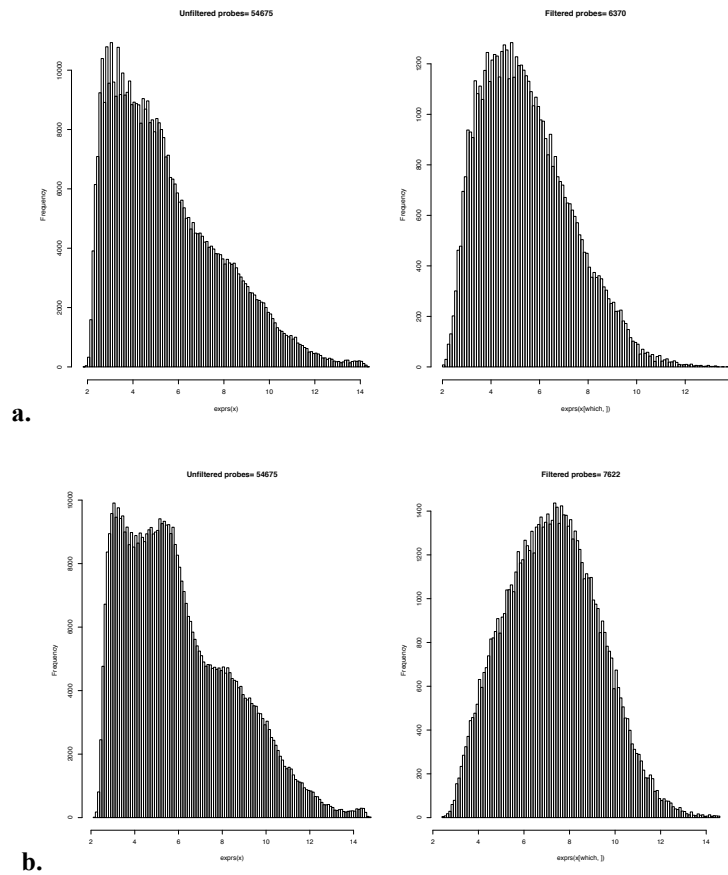 Unfiltered probes= 54675
Frequency
0 2000 4000 6000 8000 10000
2 4 6 8 10 12 14
exprs(x)
Filtered probes= 6370
Frequency
0 200 400 600 800 1000 1200
2 4 6 8 10 12
exprs(x[which, ])
a.
Unfiltered probes= 54675
Frequency
0 2000 4000 6000 8000 10000
2 4 6 8 10 12 14
exprs(x)
Filtered probes= 7622
Frequency
0 200 400 600 800 1000 1200 1400
2 4 6 8 10 12 14
exprs(x[which, ])
b.